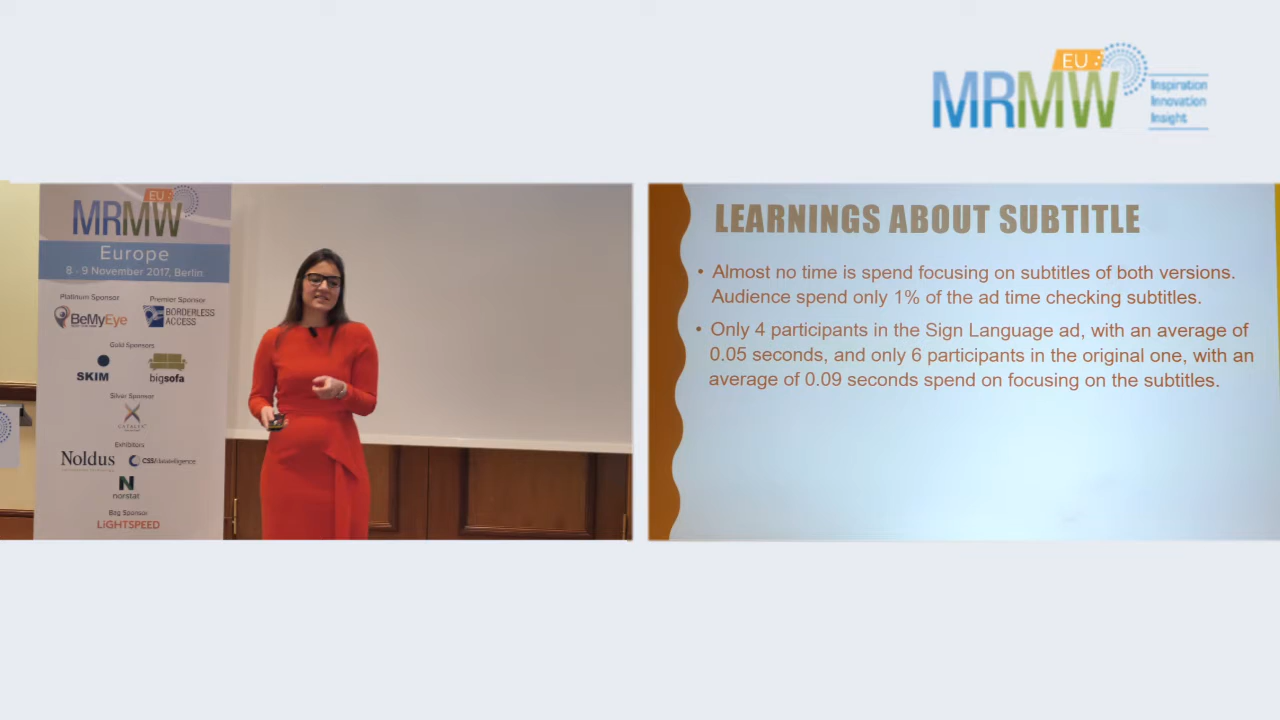 EU
MRMW
Inspiration
Innovation
Insight
EU
MRMW
Europe
8 - 9 November 2017, Berlin
Platinum Sponsor
Premier Sponsor
BeMyEye
BORDERLESS
ACCESS
Gold Sponsors
SKIM
bigsofa
Silver Sponsor
Exhibitors
Noldus
norstat
Bag Sponsor
LiGHTSPEED
LEARNINGS ABOUT SUBTITLE
• Almost no time is spend focusing on subtitles of both versions.
Audience spend only 1% of the ad time checking subtitles.
• Only 4 participants in the Sign Language ad, with an average of
0.05 seconds, and only 6 participants in the original one, with an
average of 0.09 seconds spend on focusing on the subtitles.